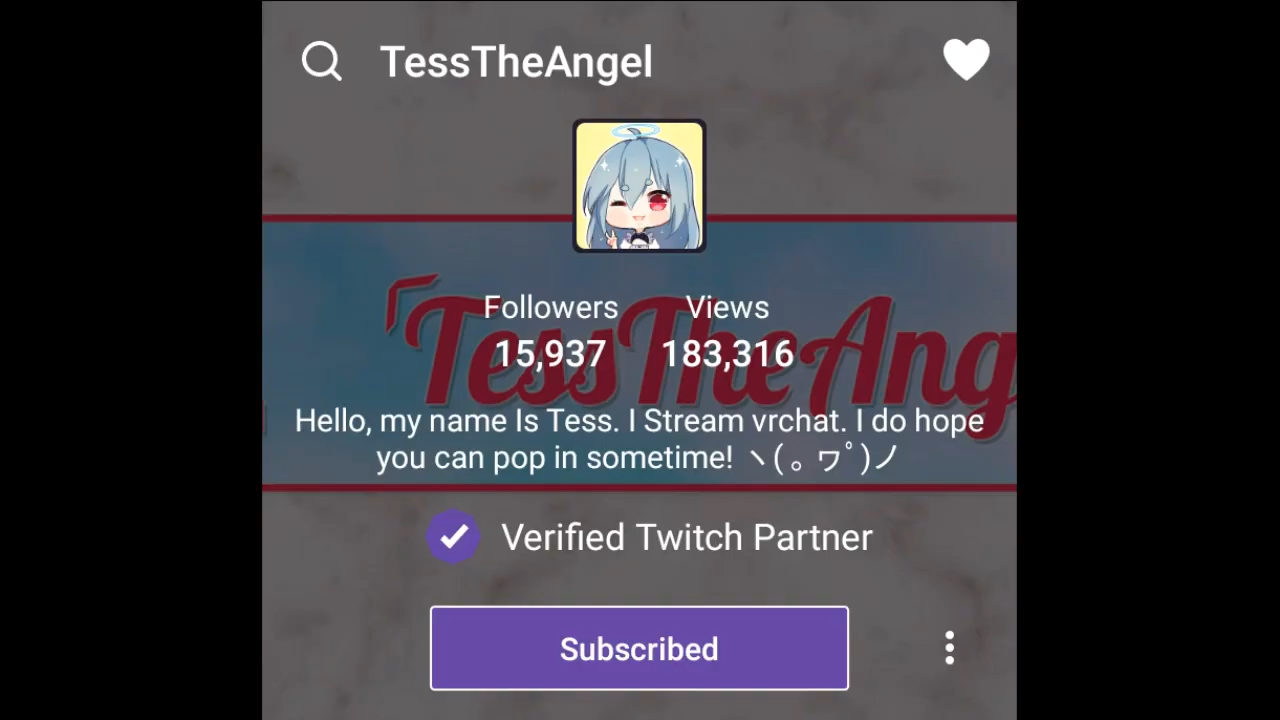 TessTheAngel
Followers Views
15,937 183,316
「TessTheAng
Hello, my name Is Tess. I Stream vrchat. I do hope
you can pop in sometime! ヽ(｡ヮﾟ)ノ
Verified Twitch Partner
Subscribed